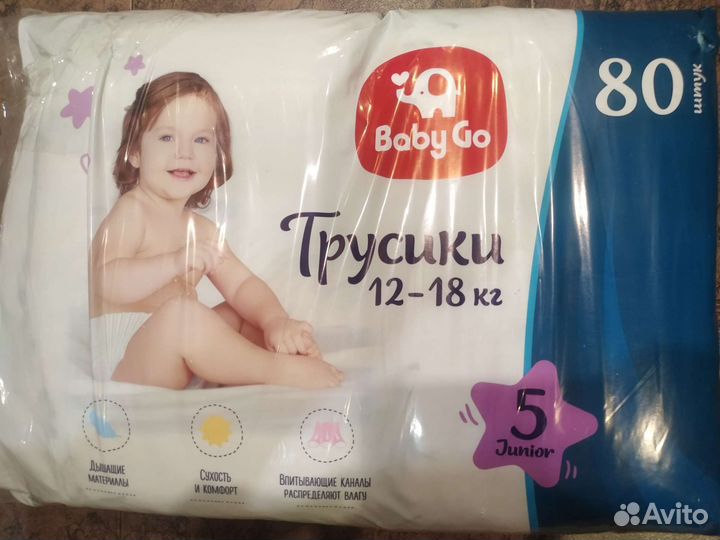 Baby Go
80
штук
Трусики
12-18 кг
5
Junior
Дышащие
материалы
Сухость
и комфорт
Впитывающие каналы
распределяют влагу
Avito